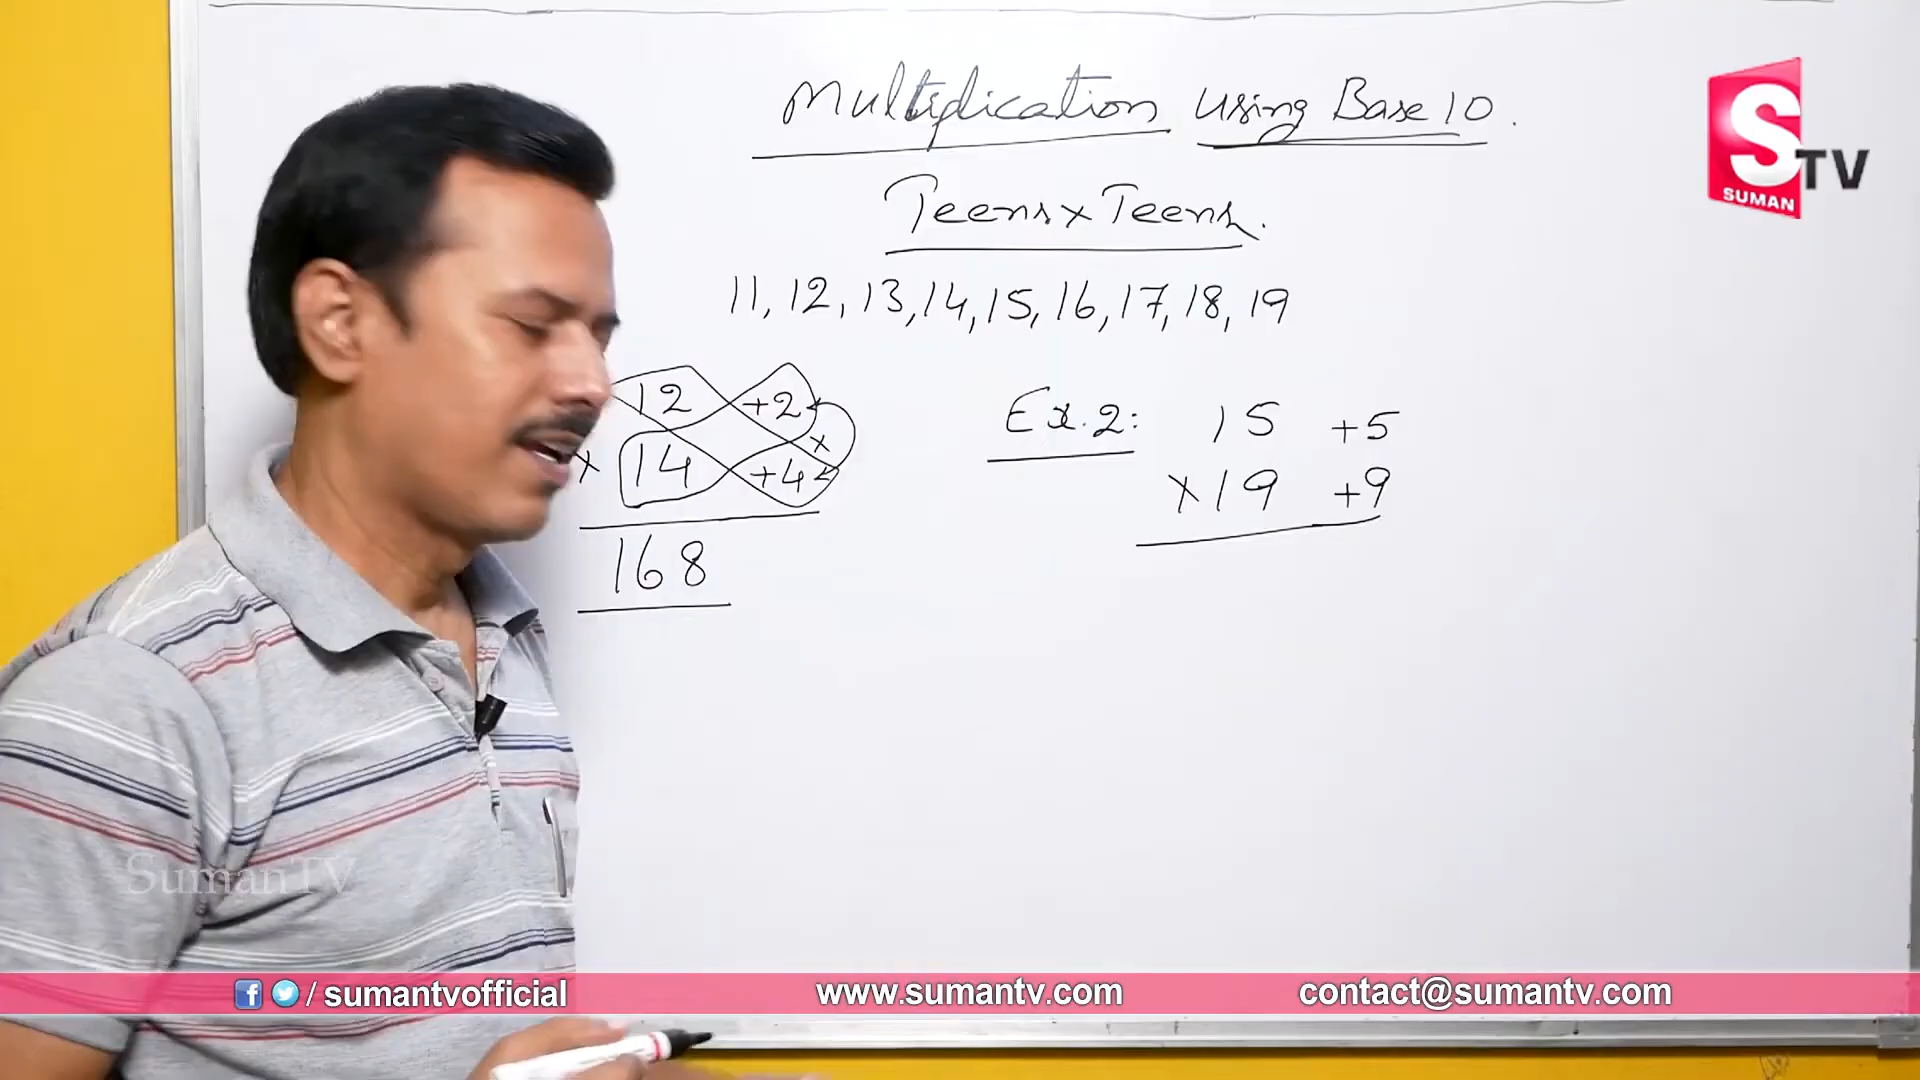 Multiplication using Base 10.
Teens x Teens.
11, 12, 13, 14, 15, 16, 17, 18, 19
12 +2
x 14 +4
x
168
Ex. 2: 15 +5
x 19 +9
S TV
SUMAN
SumanTV
/ sumantvofficial www.sumantv.com contact@sumantv.com